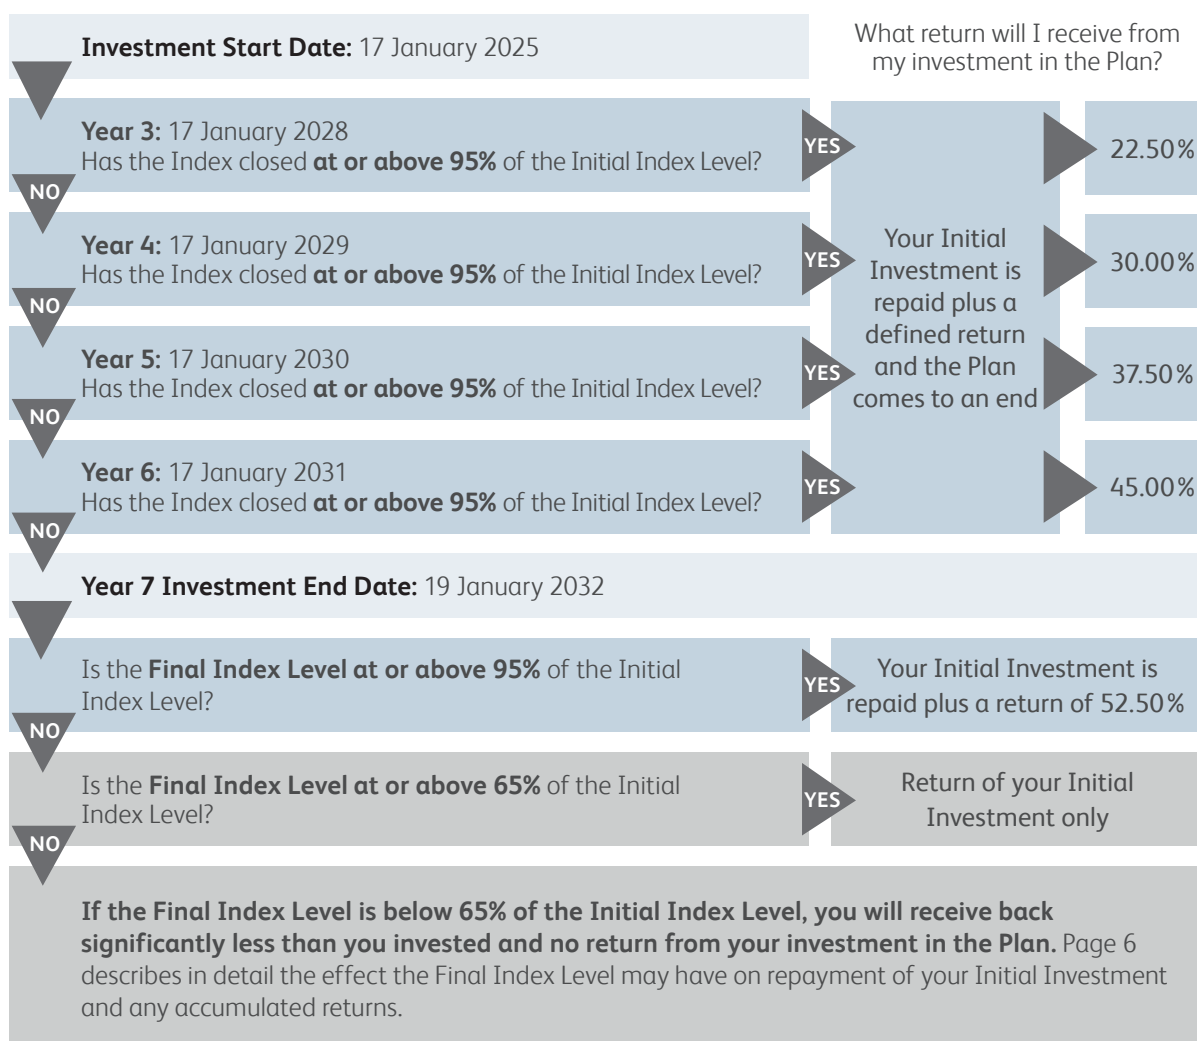 Investment Start Date: 17 January 2025
What return will I receive from
my investment in the Plan?
Year 3: 17 January 2028
Has the Index closed at or above 95% of the Initial Index Level?
YES
22.50%
NO
Year 4: 17 January 2029
Has the Index closed at or above 95% of the Initial Index Level?
YES
30.00%
NO
Year 5: 17 January 2030
Has the Index closed at or above 95% of the Initial Index Level?
YES
37.50%
NO
Year 6: 17 January 2031
Has the Index closed at or above 95% of the Initial Index Level?
YES
45.00%
NO
Your Initial
Investment is
repaid plus a
defined return
and the Plan
comes to an end
Year 7 Investment End Date: 19 January 2032
Is the Final Index Level at or above 95% of the Initial
Index Level?
YES
Your Initial Investment is
repaid plus a return of 52.50%
NO
Is the Final Index Level at or above 65% of the Initial
Index Level?
YES
Return of your Initial
Investment only
NO
If the Final Index Level is below 65% of the Initial Index Level, you will receive back
significantly less than you invested and no return from your investment in the Plan. Page 6
describes in detail the effect the Final Index Level may have on repayment of your Initial Investment
and any accumulated returns.